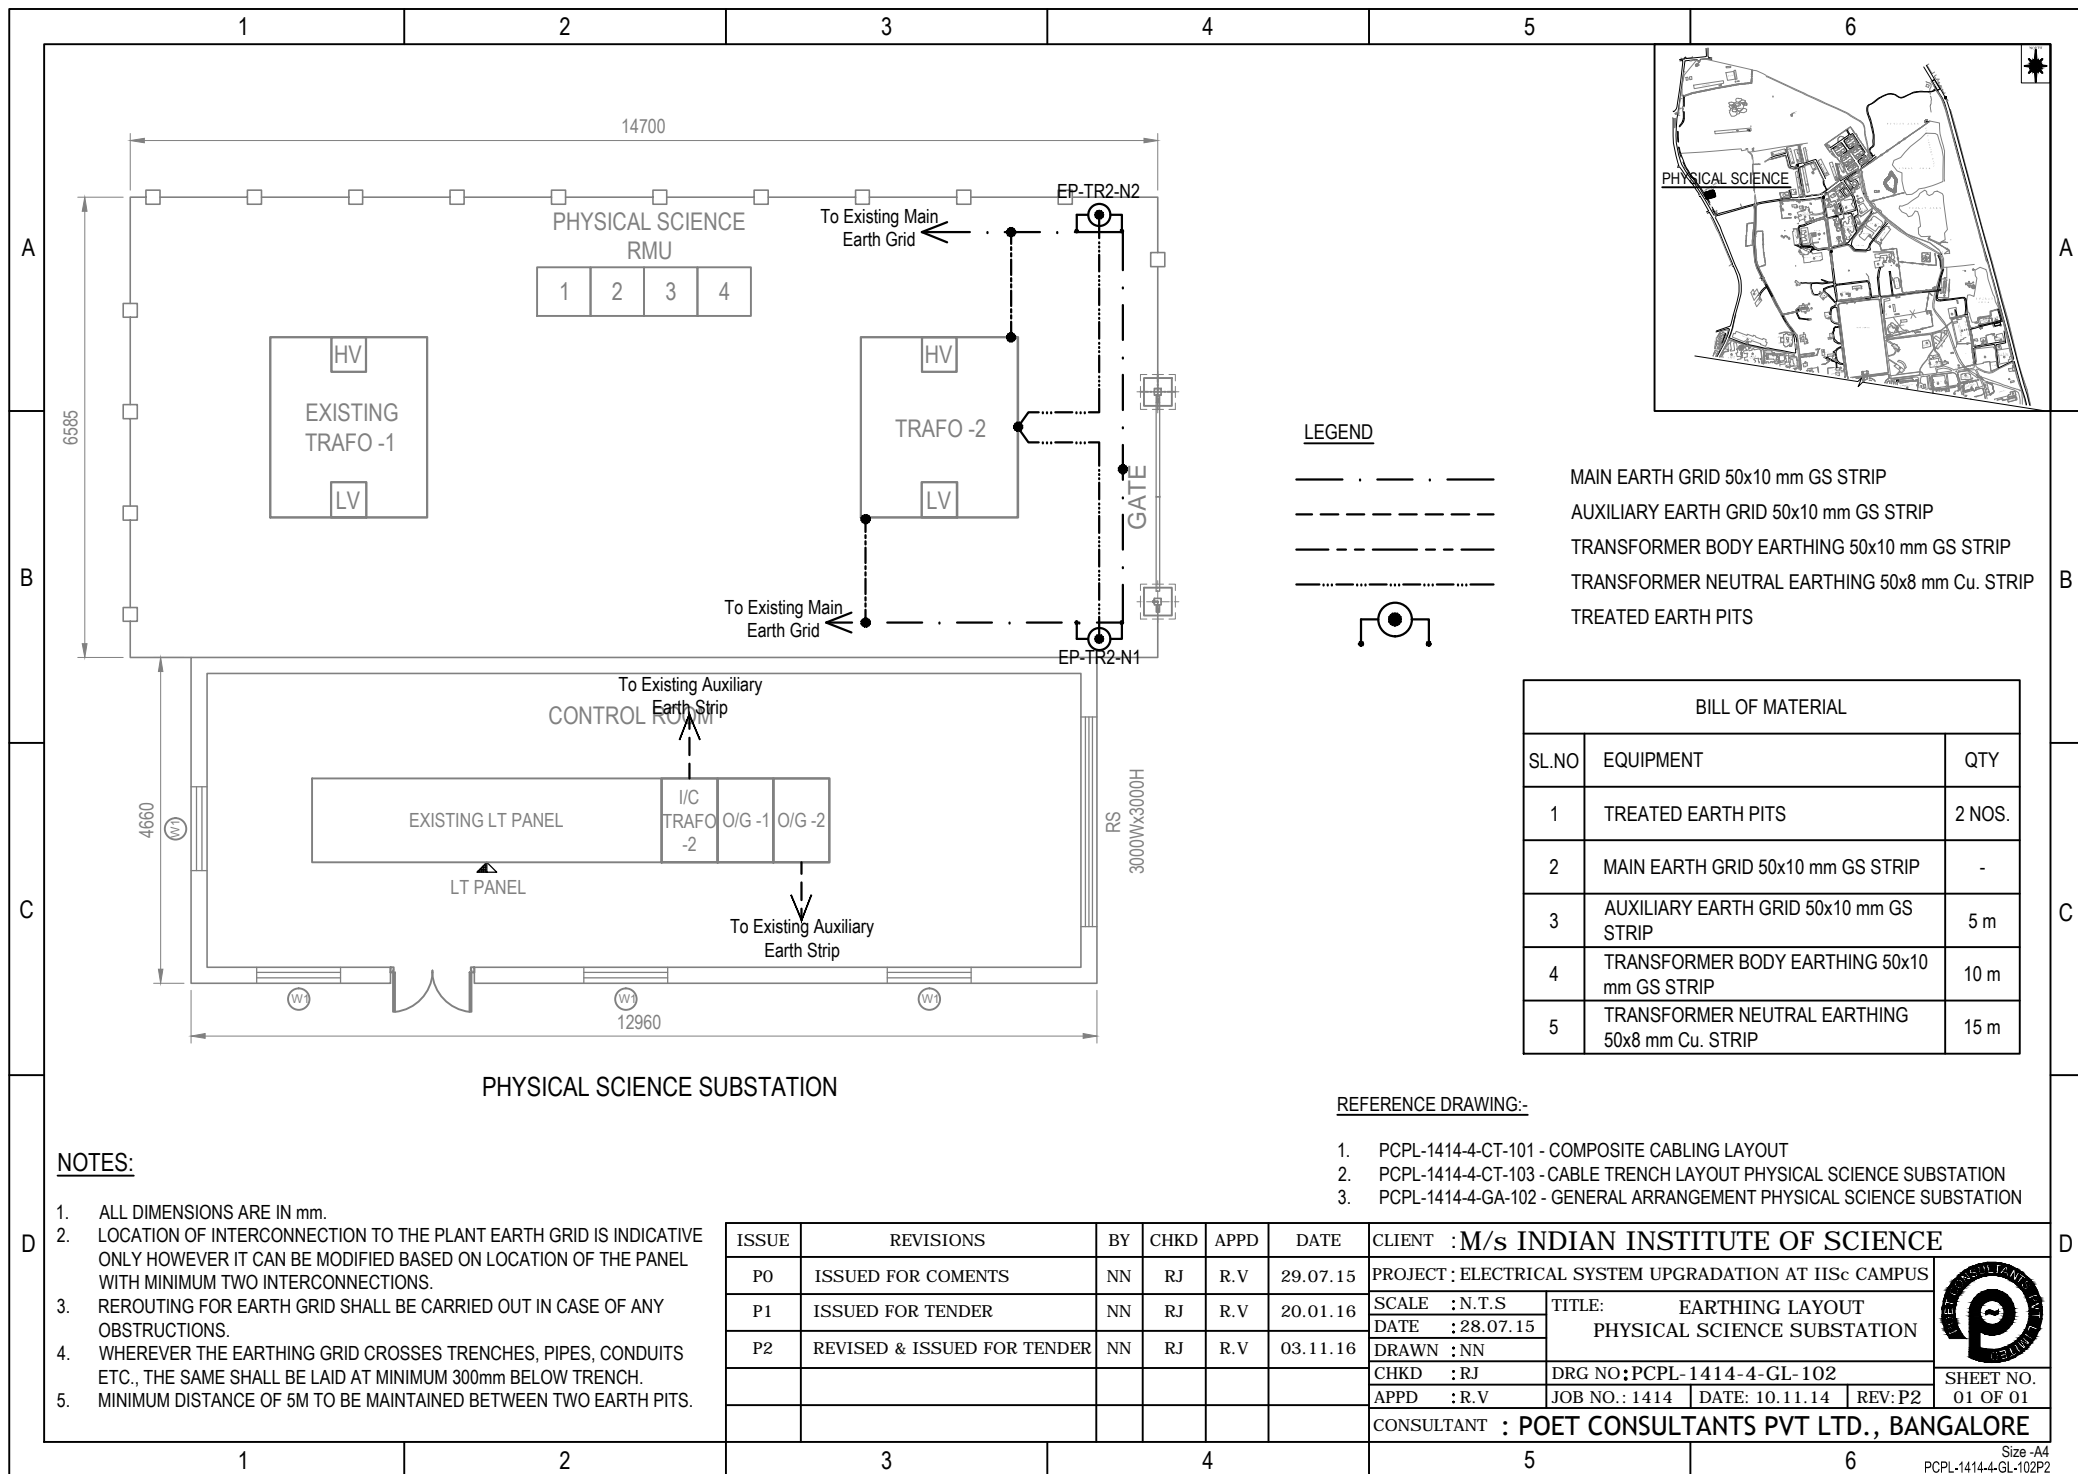 1 2 3 4 5 6
A
B
C
D
A
B
C
D
14700
6585
4660
12960
PHYSICAL SCIENCE
RMU
1 2 3 4
EXISTING
TRAFO -1
HV
LV
TRAFO -2
HV
LV
GATE
EP-TR2-N2
EP-TR2-N1
To Existing Main
Earth Grid
To Existing Main
Earth Grid
To Existing Auxiliary
Earth Strip
CONTROL ROOM
EXISTING LT PANEL
I/C
TRAFO
-2
O/G -1
O/G -2
LT PANEL
To Existing Auxiliary
Earth Strip
RS
3000Wx3000H
W1
W1
W1
W1
PHYSICAL SCIENCE SUBSTATION
PHYSICAL SCIENCE
LEGEND
MAIN EARTH GRID 50x10 mm GS STRIP
AUXILIARY EARTH GRID 50x10 mm GS STRIP
TRANSFORMER BODY EARTHING 50x10 mm GS STRIP
TRANSFORMER NEUTRAL EARTHING 50x8 mm Cu. STRIP
TREATED EARTH PITS
BILL OF MATERIAL
SL.NO EQUIPMENT QTY
1 TREATED EARTH PITS 2 NOS.
2 MAIN EARTH GRID 50x10 mm GS STRIP -
3 AUXILIARY EARTH GRID 50x10 mm GS
STRIP 5 m
4 TRANSFORMER BODY EARTHING 50x10
mm GS STRIP 10 m
5 TRANSFORMER NEUTRAL EARTHING
50x8 mm Cu. STRIP 15 m
REFERENCE DRAWING:-
1. PCPL-1414-4-CT-101 - COMPOSITE CABLING LAYOUT
2. PCPL-1414-4-CT-103 - CABLE TRENCH LAYOUT PHYSICAL SCIENCE SUBSTATION
3. PCPL-1414-4-GA-102 - GENERAL ARRANGEMENT PHYSICAL SCIENCE SUBSTATION
NOTES:
1. ALL DIMENSIONS ARE IN mm.
2. LOCATION OF INTERCONNECTION TO THE PLANT EARTH GRID IS INDICATIVE
ONLY HOWEVER IT CAN BE MODIFIED BASED ON LOCATION OF THE PANEL
WITH MINIMUM TWO INTERCONNECTIONS.
3. REROUTING FOR EARTH GRID SHALL BE CARRIED OUT IN CASE OF ANY
OBSTRUCTIONS.
4. WHEREVER THE EARTHING GRID CROSSES TRENCHES, PIPES, CONDUITS
ETC., THE SAME SHALL BE LAID AT MINIMUM 300mm BELOW TRENCH.
5. MINIMUM DISTANCE OF 5M TO BE MAINTAINED BETWEEN TWO EARTH PITS.
ISSUE REVISIONS BY CHKD APPD DATE
P0 ISSUED FOR COMENTS NN RJ R.V 29.07.15
P1 ISSUED FOR TENDER NN RJ R.V 20.01.16
P2 REVISED & ISSUED FOR TENDER NN RJ R.V 03.11.16
CLIENT : M/s INDIAN INSTITUTE OF SCIENCE
PROJECT : ELECTRICAL SYSTEM UPGRADATION AT IISc CAMPUS
SCALE : N.T.S
DATE : 28.07.15
DRAWN : NN
CHKD : RJ
APPD : R.V
TITLE: EARTHING LAYOUT
PHYSICAL SCIENCE SUBSTATION
DRG NO: PCPL-1414-4-GL-102
JOB NO.: 1414 DATE: 10.11.14 REV: P2
SHEET NO.
01 OF 01
CONSULTANT : POET CONSULTANTS PVT LTD., BANGALORE
1 2 3 4 5 6
Size -A4
PCPL-1414-4-GL-102P2